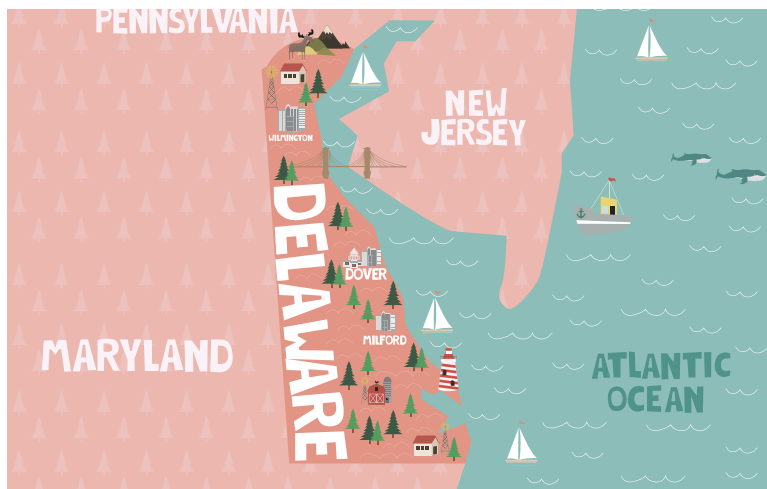 PENNSYLVANIA
NEW
JERSEY
WILMINGTON
DELAWARE
DOVER
MILFORD
MARYLAND
ATLANTIC
OCEAN